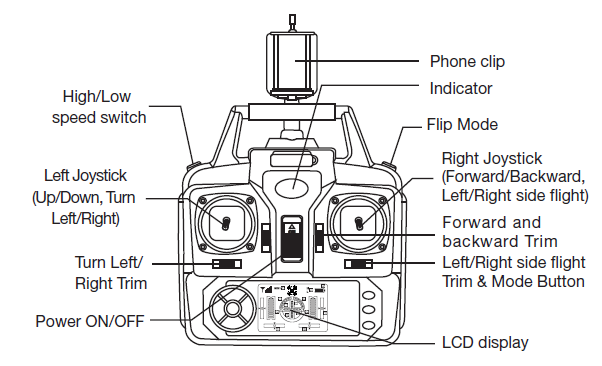 Phone clip
Indicator
High/Low
speed switch
Flip Mode
Left Joystick
(Up/Down, Turn
Left/Right)
Right Joystick
(Forward/Backward,
Left/Right side flight)
Forward and
backward Trim
Turn Left/
Right Trim
Left/Right side flight
Trim & Mode Button
Power ON/OFF
LCD display